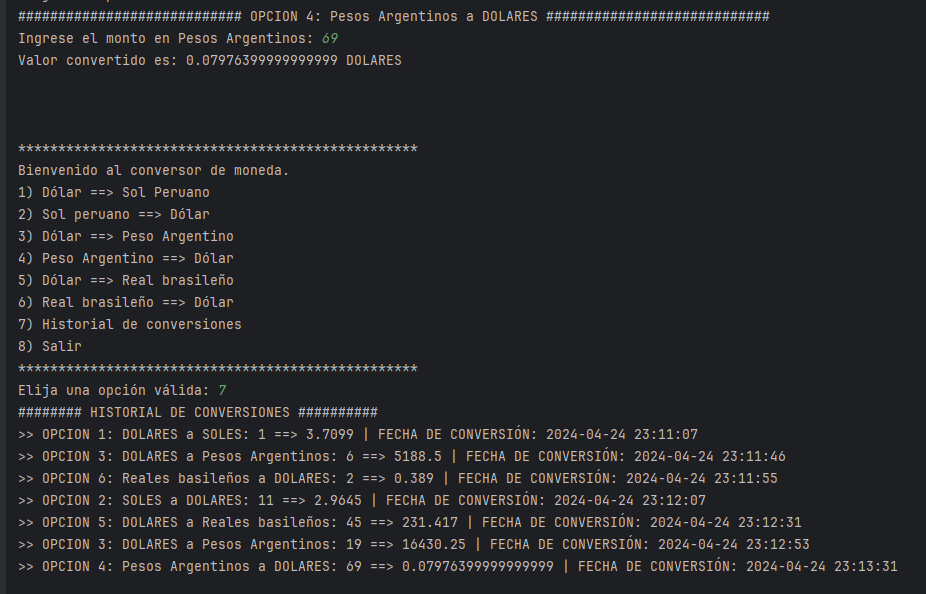 ############################ OPCION 4: Pesos Argentinos a DOLARES ############################
Ingrese el monto en Pesos Argentinos: 69
Valor convertido es: 0.07976399999999999 DOLARES
**************************************************
Bienvenido al conversor de moneda.
1) Dólar ==> Sol Peruano
2) Sol peruano ==> Dólar
3) Dólar ==> Peso Argentino
4) Peso Argentino ==> Dólar
5) Dólar ==> Real brasileño
6) Real brasileño ==> Dólar
7) Historial de conversiones
8) Salir
**************************************************
Elija una opción válida: 7
######## HISTORIAL DE CONVERSIONES ##########
>> OPCION 1: DOLARES a SOLES: 1 ==> 3.7099 | FECHA DE CONVERSIÓN: 2024-04-24 23:11:07
>> OPCION 3: DOLARES a Pesos Argentinos: 6 ==> 5188.5 | FECHA DE CONVERSIÓN: 2024-04-24 23:11:46
>> OPCION 6: Reales basileños a DOLARES: 2 ==> 0.389 | FECHA DE CONVERSIÓN: 2024-04-24 23:11:55
>> OPCION 2: SOLES a DOLARES: 11 ==> 2.9645 | FECHA DE CONVERSIÓN: 2024-04-24 23:12:07
>> OPCION 5: DOLARES a Reales basileños: 45 ==> 231.417 | FECHA DE CONVERSIÓN: 2024-04-24 23:12:31
>> OPCION 3: DOLARES a Pesos Argentinos: 19 ==> 16430.25 | FECHA DE CONVERSIÓN: 2024-04-24 23:12:53
>> OPCION 4: Pesos Argentinos a DOLARES: 69 ==> 0.07976399999999999 | FECHA DE CONVERSIÓN: 2024-04-24 23:13:31